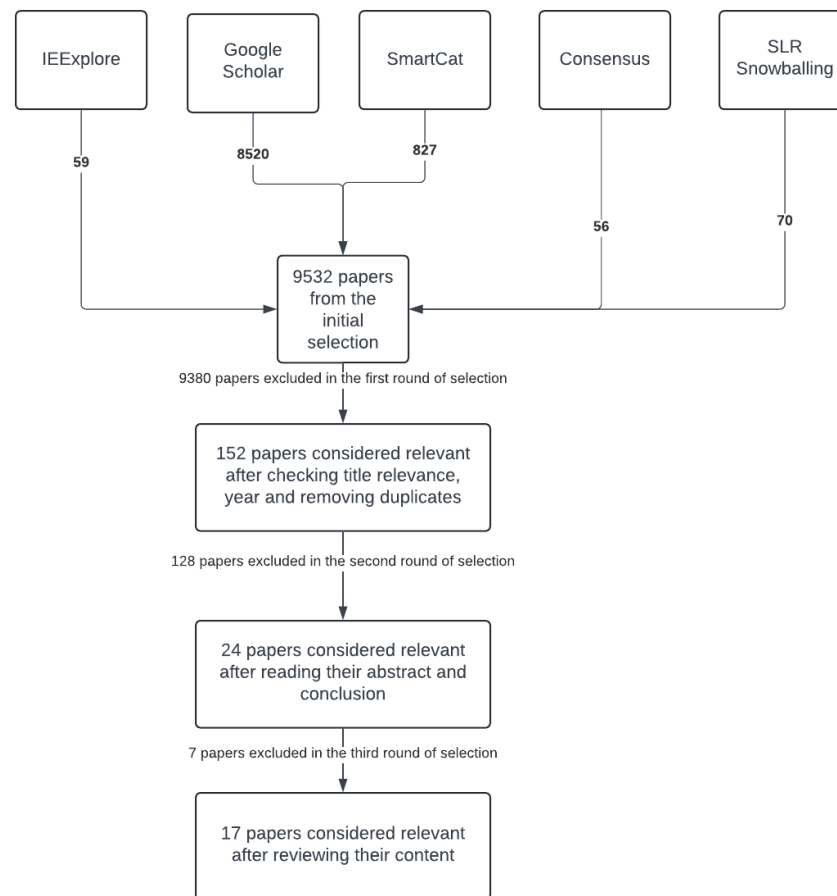 IEExplore
Google
Scholar
SmartCat
Consensus
SLR
Snowballing
59
8520
827
56
70
9532 papers
from the
initial
selection
9380 papers excluded in the first round of selection
152 papers considered relevant
after checking title relevance,
year and removing duplicates
128 papers excluded in the second round of selection
24 papers considered relevant
after reading their abstract and
conclusion
7 papers excluded in the third round of selection
17 papers considered relevant
after reviewing their content